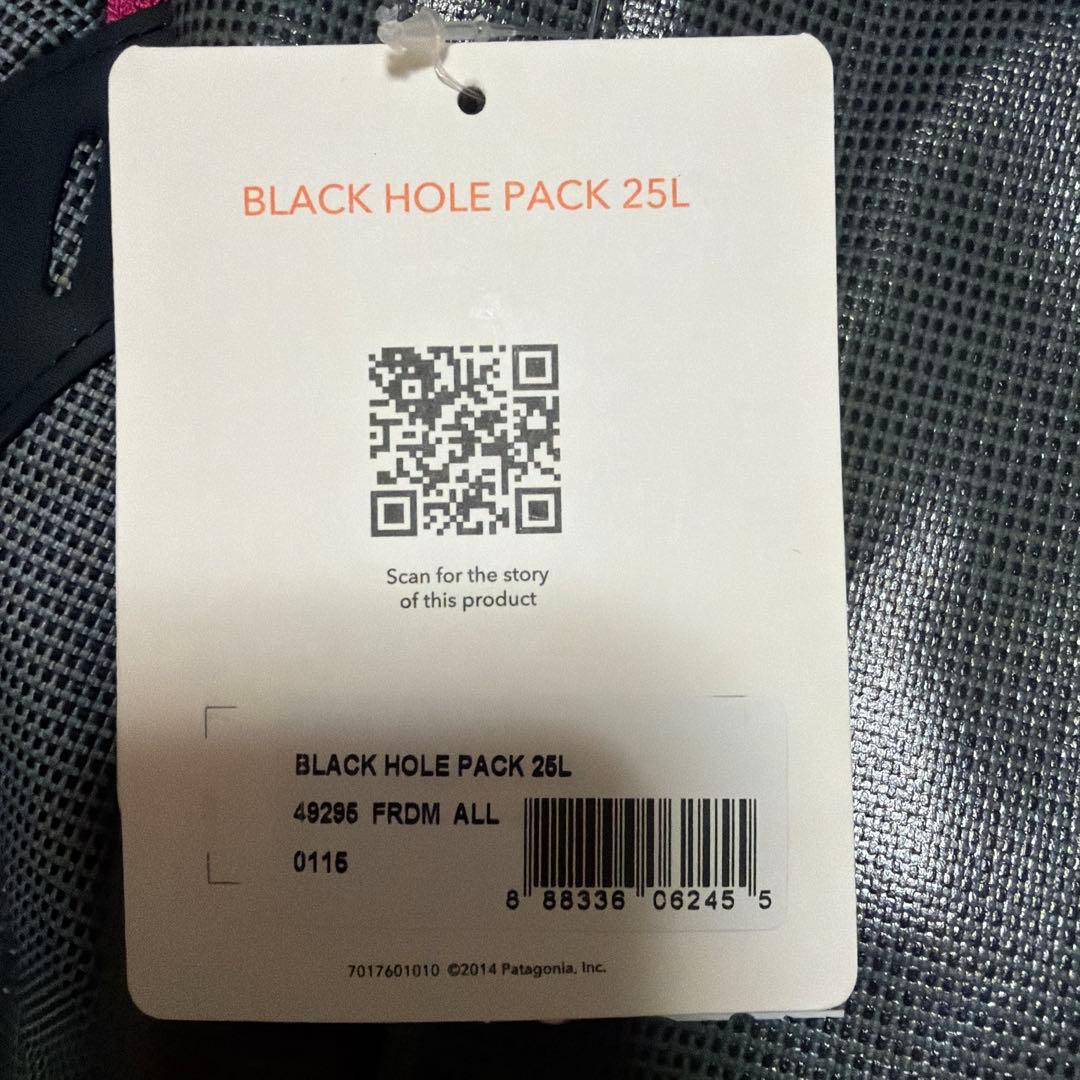 BLACK HOLE PACK 25L
Scan for the story
of this product
BLACK HOLE PACK 25L
49295 FRDM ALL
0115
8 88336 06245 5
7017601010 ©2014 Patagonia, Inc.